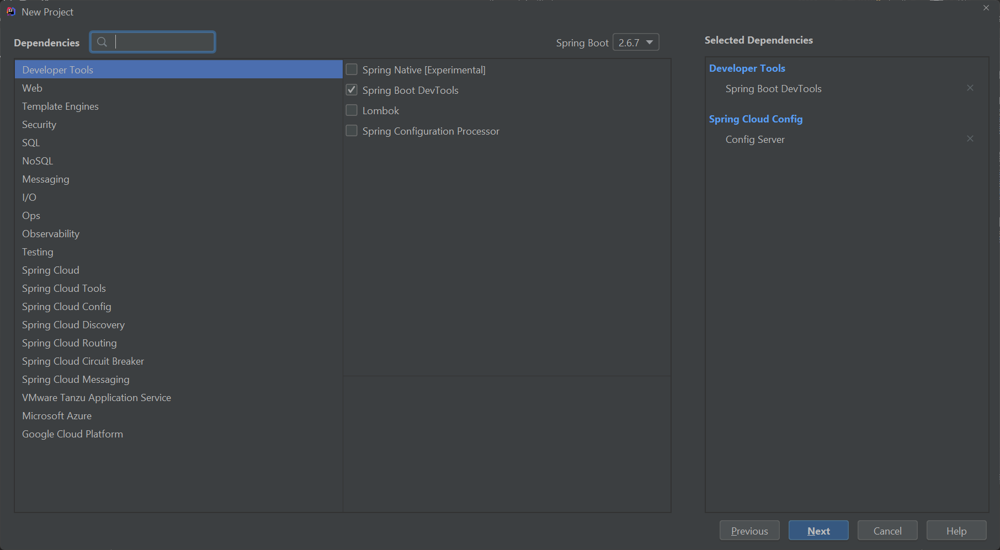 New Project
Dependencies
Spring Boot 2.6.7
Developer Tools
Web
Template Engines
Security
SQL
NoSQL
Messaging
I/O
Ops
Observability
Testing
Spring Cloud
Spring Cloud Tools
Spring Cloud Config
Spring Cloud Discovery
Spring Cloud Routing
Spring Cloud Circuit Breaker
Spring Cloud Messaging
VMware Tanzu Application Service
Microsoft Azure
Google Cloud Platform
Spring Native [Experimental]
Spring Boot DevTools
Lombok
Spring Configuration Processor
Selected Dependencies
Developer Tools
Spring Boot DevTools
Spring Cloud Config
Config Server
Previous
Next
Cancel
Help